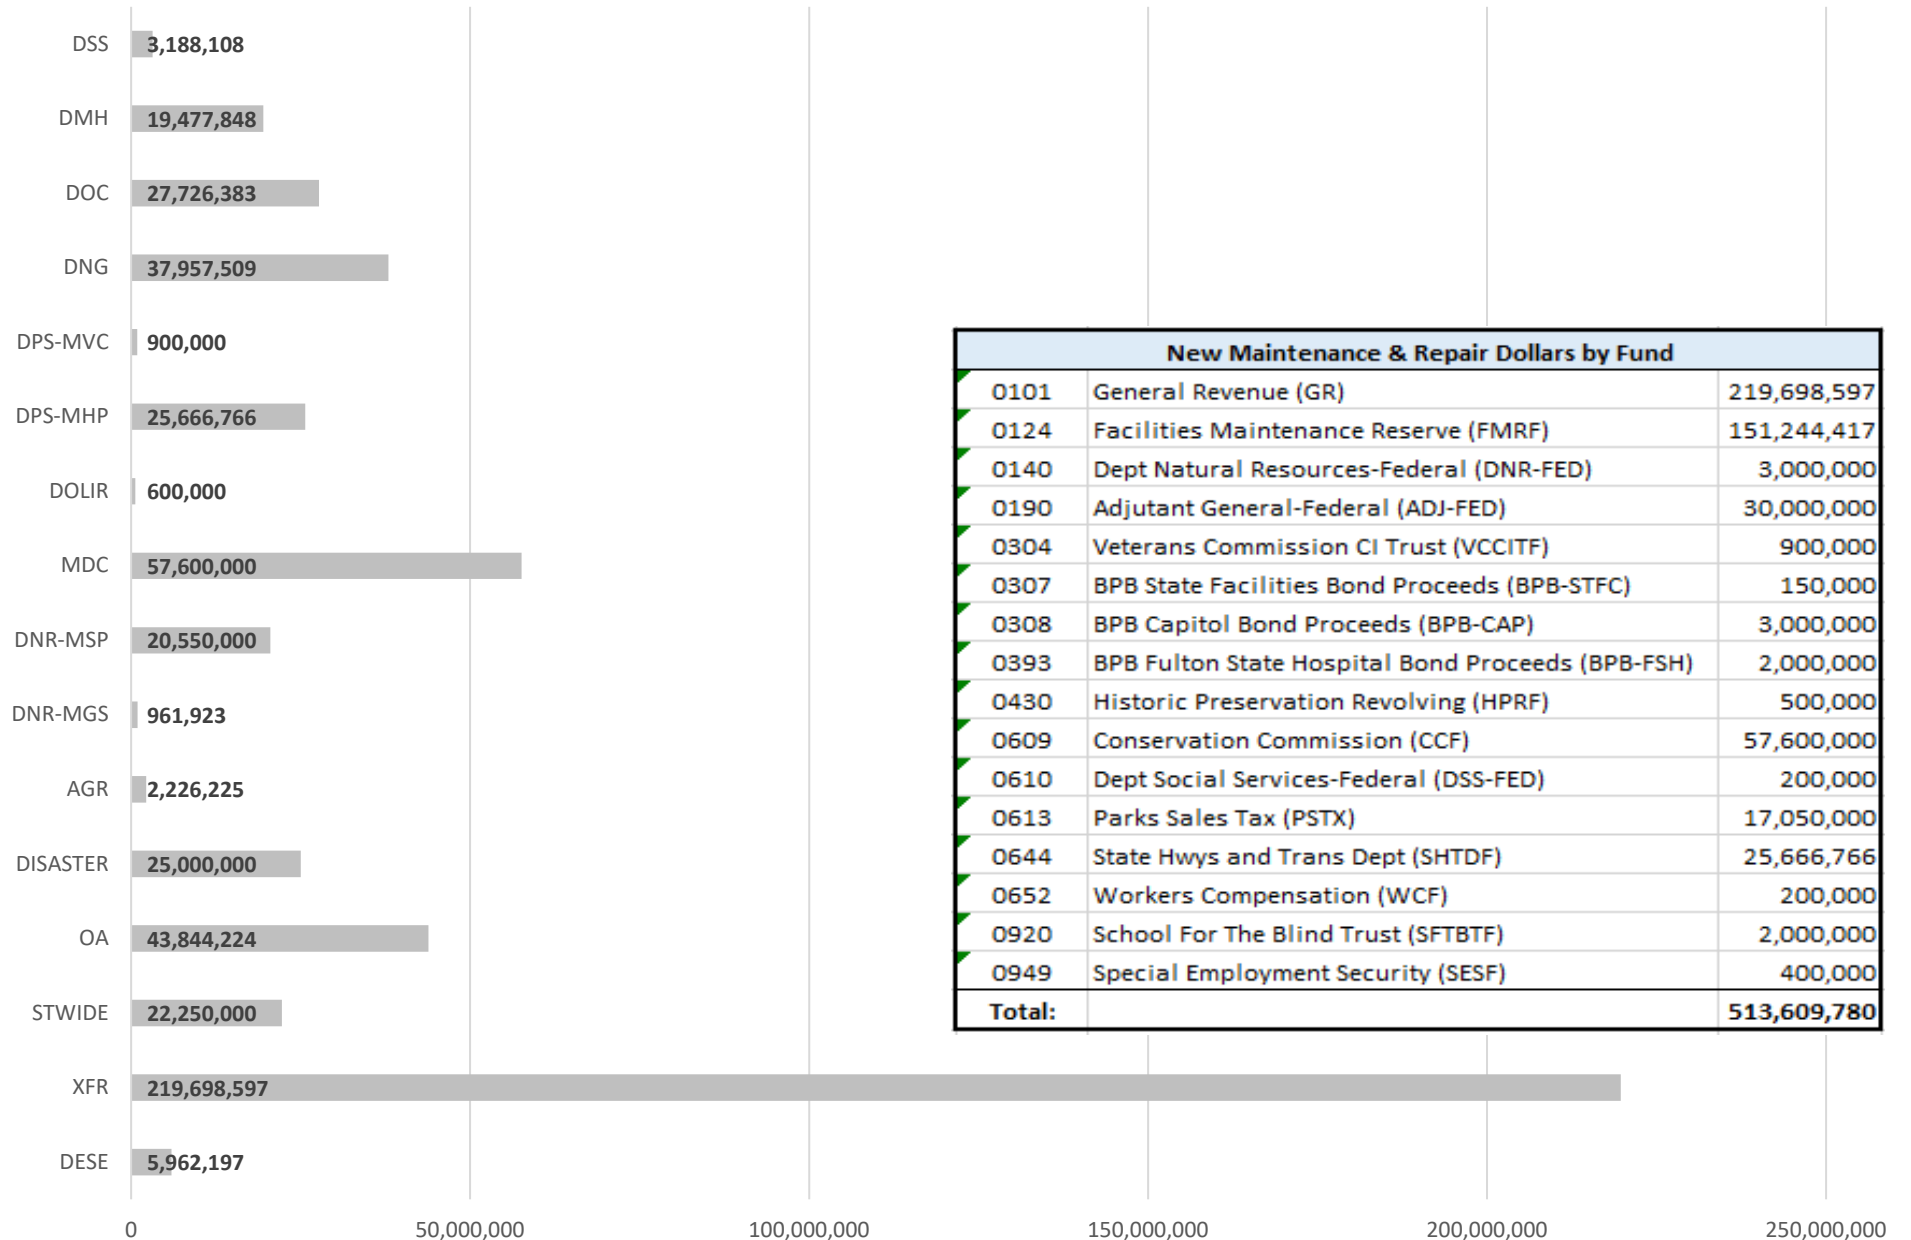 DSS 3,188,108
DMH 19,477,848
DOC 27,726,383
DNG 37,957,509
DPS-MVC 900,000
DPS-MHP 25,666,766
DOLIR 600,000
MDC 57,600,000
DNR-MSP 20,550,000
DNR-MGS 961,923
AGR 2,226,225
DISASTER 25,000,000
OA 43,844,224
STWIDE 22,250,000
XFR 219,698,597
DESE 5,962,197
0 50,000,000 100,000,000 150,000,000 200,000,000 250,000,000
New Maintenance & Repair Dollars by Fund
0101 General Revenue (GR) 219,698,597
0124 Facilities Maintenance Reserve (FMRF) 151,244,417
0140 Dept Natural Resources-Federal (DNR-FED) 3,000,000
0190 Adjutant General-Federal (ADJ-FED) 30,000,000
0304 Veterans Commission CI Trust (VCCITF) 900,000
0307 BPB State Facilities Bond Proceeds (BPB-STFC) 150,000
0308 BPB Capitol Bond Proceeds (BPB-CAP) 3,000,000
0393 BPB Fulton State Hospital Bond Proceeds (BPB-FSH) 2,000,000
0430 Historic Preservation Revolving (HPRF) 500,000
0609 Conservation Commission (CCF) 57,600,000
0610 Dept Social Services-Federal (DSS-FED) 200,000
0613 Parks Sales Tax (PSTX) 17,050,000
0644 State Hwys and Trans Dept (SHTDF) 25,666,766
0652 Workers Compensation (WCF) 200,000
0920 School For The Blind Trust (SFTBTF) 2,000,000
0949 Special Employment Security (SESF) 400,000
Total: 513,609,780